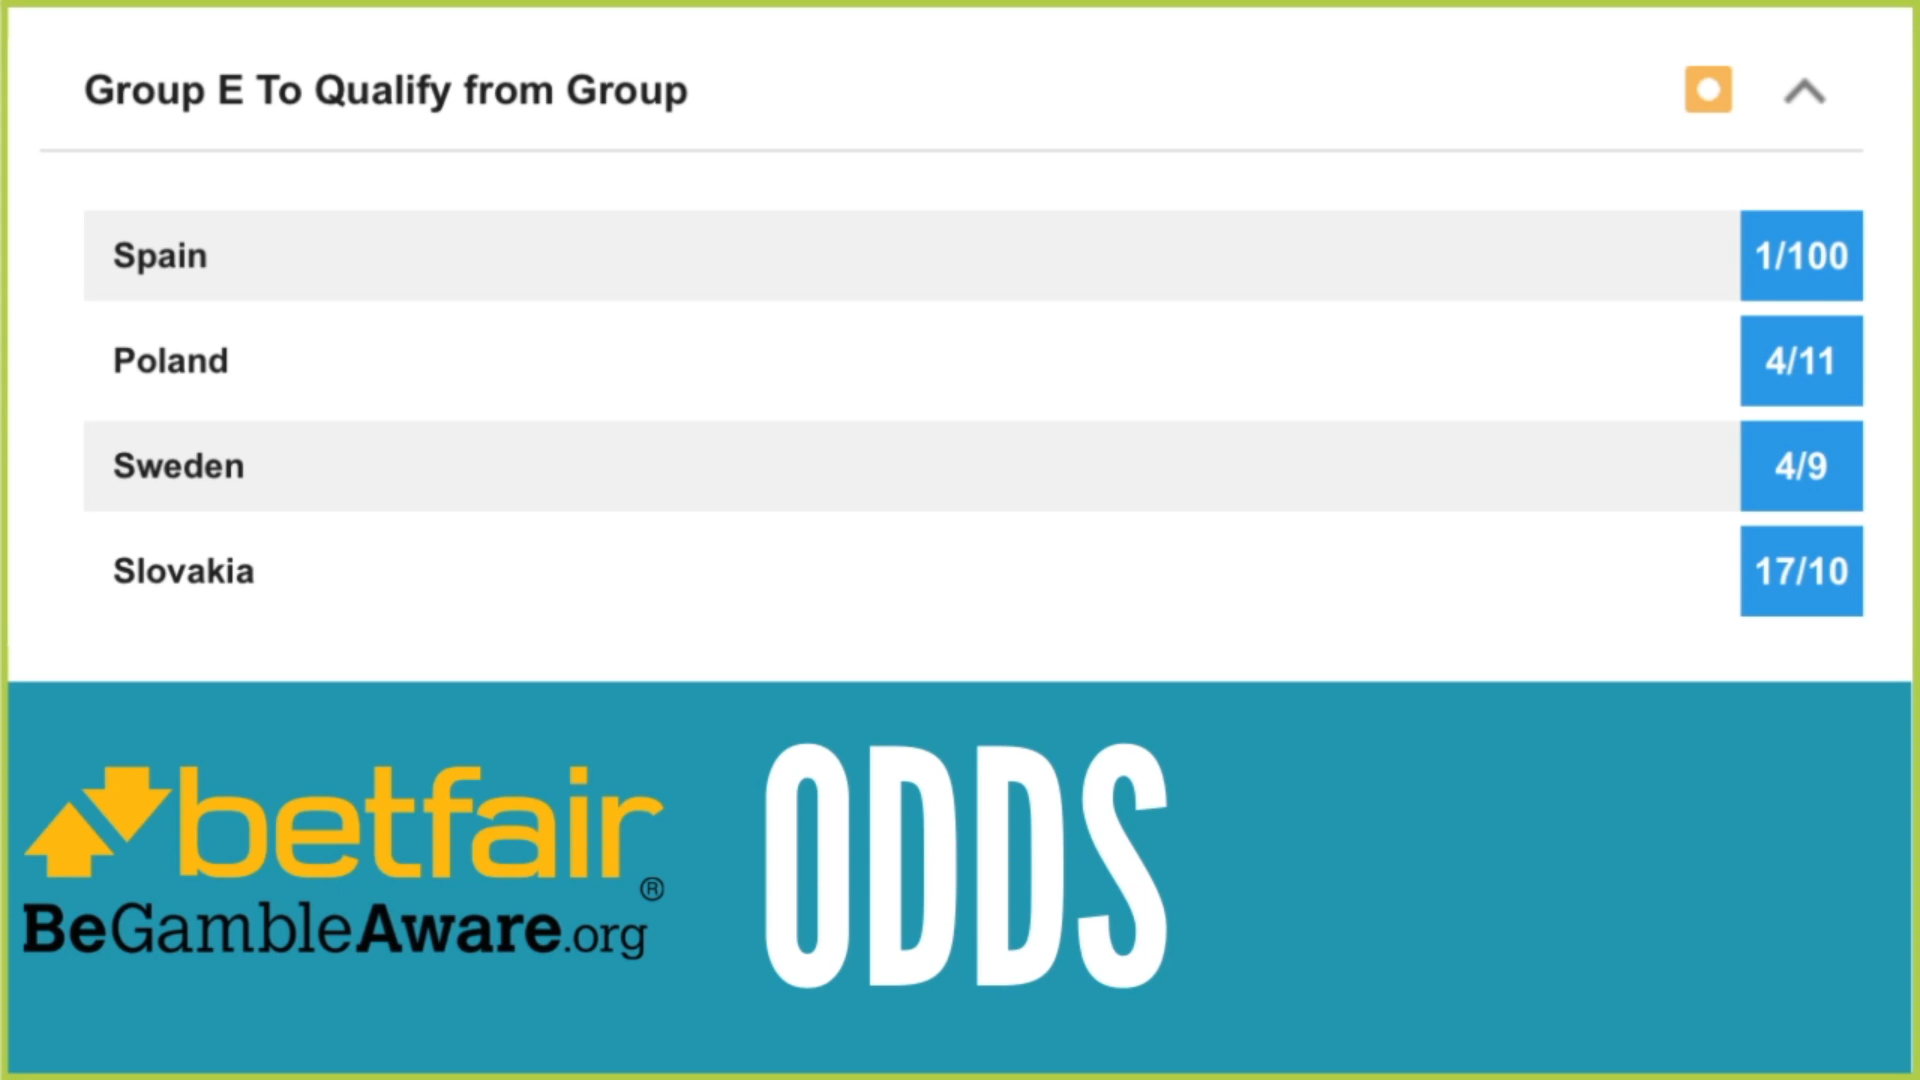 Group E To Qualify from Group
Spain 1/100
Poland 4/11
Sweden 4/9
Slovakia 17/10
betfair®
BeGambleAware.org
ODDS